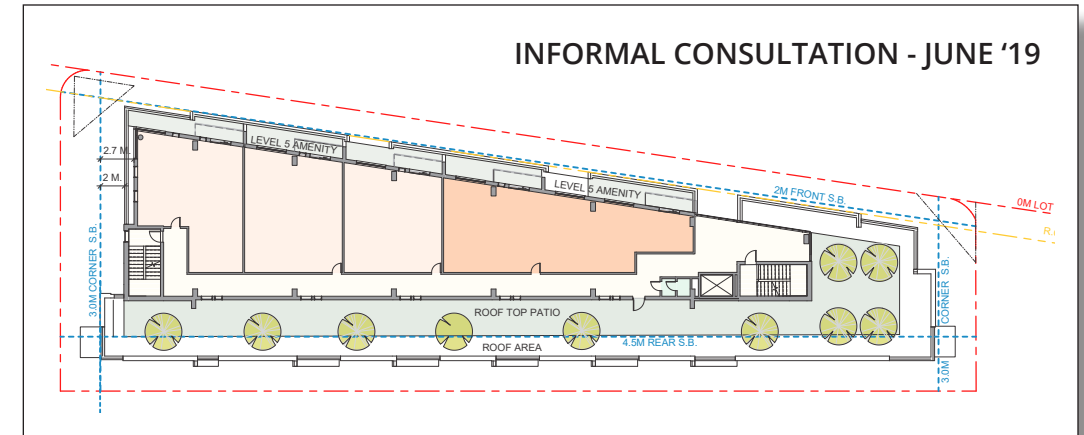 INFORMAL CONSULTATION - JUNE ‘19
LEVEL 5 AMENITY
2.7 M.
2 M.
LEVEL 5 AMENITY
2M FRONT S.B.
0M LOT
3.0M CORNER S.B.
ROOF TOP PATIO
4.5M REAR S.B.
ROOF AREA
3.0M CORNER S.B.